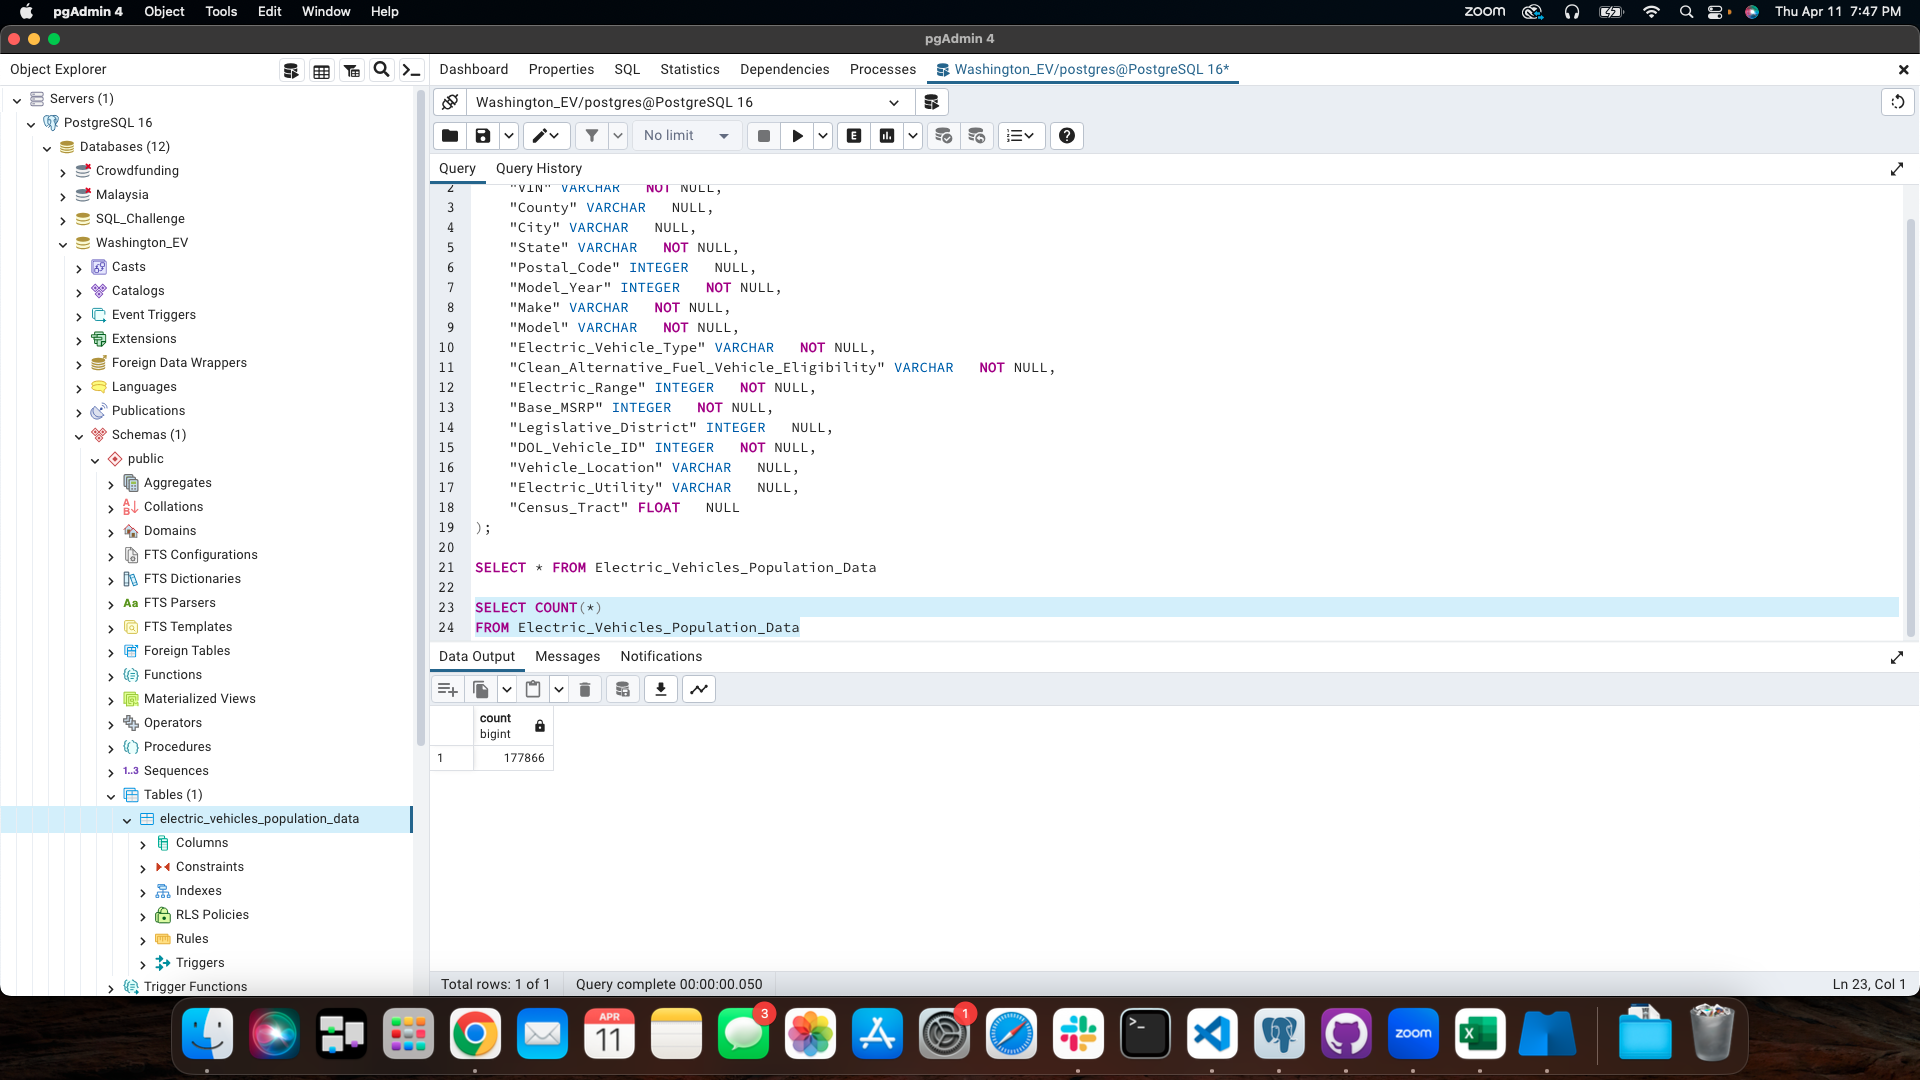 pgAdmin 4 Object Tools Edit Window Help zoom Thu Apr 11 7:47 PM
pgAdmin 4
Object Explorer
Dashboard Properties SQL Statistics Dependencies Processes Washington_EV/postgres@PostgreSQL 16*
Servers (1)
PostgreSQL 16
Databases (12)
Crowdfunding
Malaysia
SQL_Challenge
Washington_EV
Casts
Catalogs
Event Triggers
Extensions
Foreign Data Wrappers
Languages
Publications
Schemas (1)
public
Aggregates
Collations
Domains
FTS Configurations
FTS Dictionaries
Aa FTS Parsers
FTS Templates
Foreign Tables
Functions
Materialized Views
Operators
Procedures
1..3 Sequences
Tables (1)
electric_vehicles_population_data
Columns
Constraints
Indexes
RLS Policies
Rules
Triggers
Trigger Functions
Washington_EV/postgres@PostgreSQL 16
No limit E
Query Query History
2 "VIN" VARCHAR NOT NULL,
3 "County" VARCHAR NULL,
4 "City" VARCHAR NULL,
5 "State" VARCHAR NOT NULL,
6 "Postal_Code" INTEGER NULL,
7 "Model_Year" INTEGER NOT NULL,
8 "Make" VARCHAR NOT NULL,
9 "Model" VARCHAR NOT NULL,
10 "Electric_Vehicle_Type" VARCHAR NOT NULL,
11 "Clean_Alternative_Fuel_Vehicle_Eligibility" VARCHAR NOT NULL,
12 "Electric_Range" INTEGER NOT NULL,
13 "Base_MSRP" INTEGER NOT NULL,
14 "Legislative_District" INTEGER NULL,
15 "DOL_Vehicle_ID" INTEGER NOT NULL,
16 "Vehicle_Location" VARCHAR NULL,
17 "Electric_Utility" VARCHAR NULL,
18 "Census_Tract" FLOAT NULL
19 );
20
21 SELECT * FROM Electric_Vehicles_Population_Data
22
23 SELECT COUNT(*)
24 FROM Electric_Vehicles_Population_Data
Data Output Messages Notifications
count
bigint
1 177866
Total rows: 1 of 1 Query complete 00:00:00.050 Ln 23, Col 1
APR
11
3
1
zoom
X